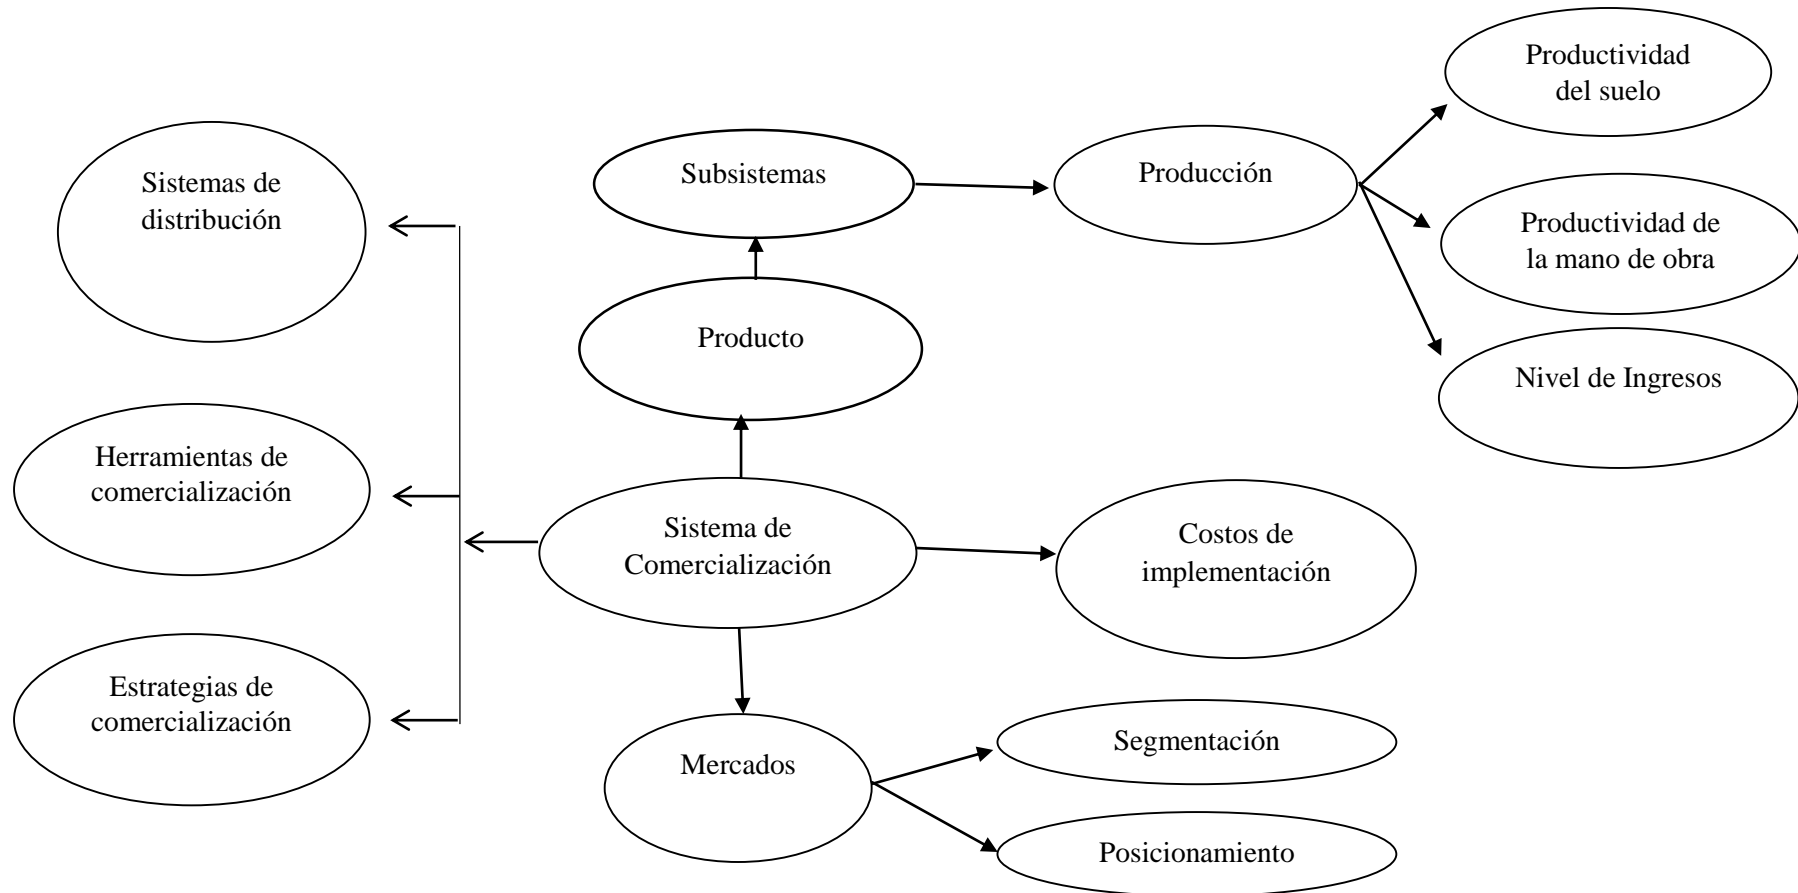 Productividad
del suelo
Sistemas de
distribución
Subsistemas
Producción
Productividad de
la mano de obra
Producto
Nivel de Ingresos
Herramientas de
comercialización
Sistema de
Comercialización
Costos de
implementación
Estrategias de
comercialización
Mercados
Segmentación
Posicionamiento